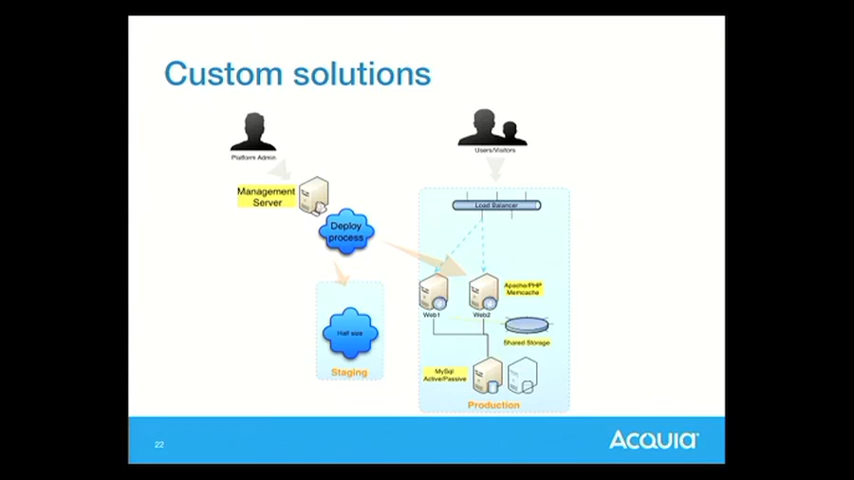 Custom solutions
Platform Admin
Users/Visitors
Management
Server
Load Balancer
Deploy
process
Apache/PHP
Memcache
Web1
Web2
Half size
Shared Storage
Staging
MySql
Active/Passive
Production
22
ACQUIA